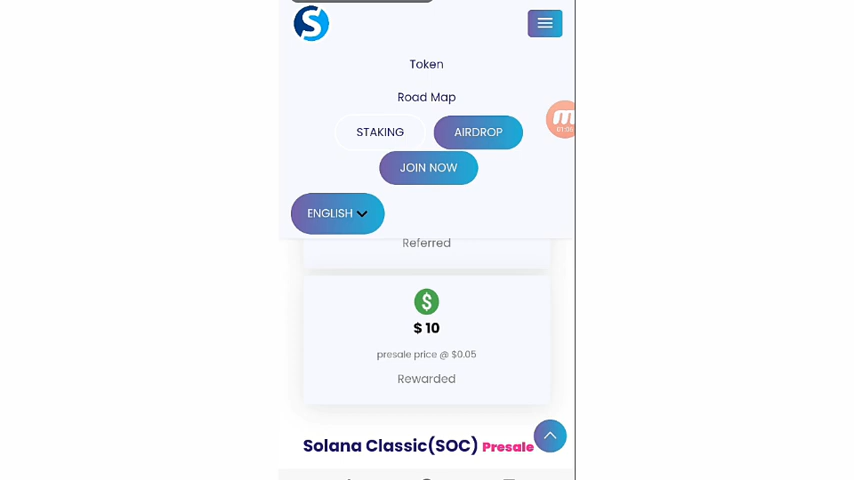 Token
Road Map
STAKING AIRDROP
JOIN NOW
ENGLISH
Referred
$ 10
presale price @ $0.05
Rewarded
Solana Classic(SOC) Presale